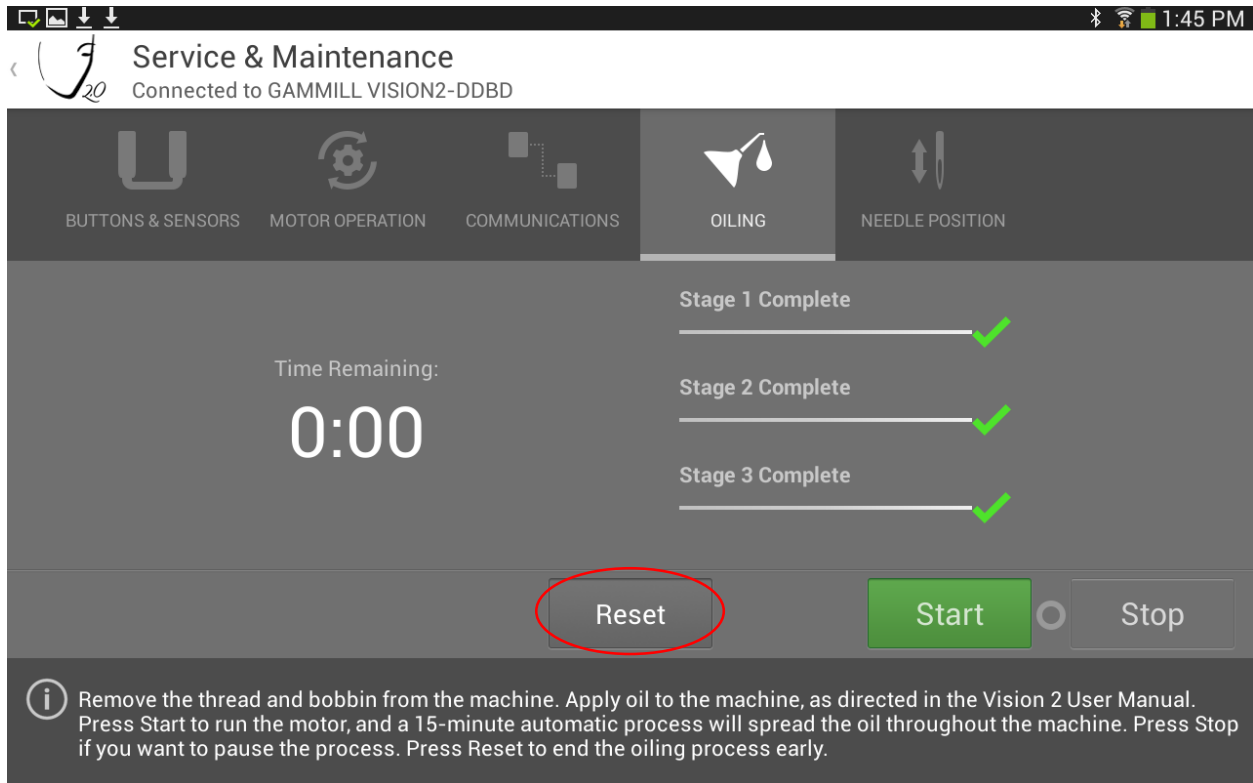 1:45 PM
Service & Maintenance
20
Connected to GAMMILL VISION2-DDBD
BUTTONS & SENSORS MOTOR OPERATION COMMUNICATIONS OILING NEEDLE POSITION
Stage 1 Complete
Time Remaining:
Stage 2 Complete
0:00
Stage 3 Complete
Reset Start Stop
Remove the thread and bobbin from the machine. Apply oil to the machine, as directed in the Vision 2 User Manual.
Press Start to run the motor, and a 15-minute automatic process will spread the oil throughout the machine. Press Stop
if you want to pause the process. Press Reset to end the oiling process early.